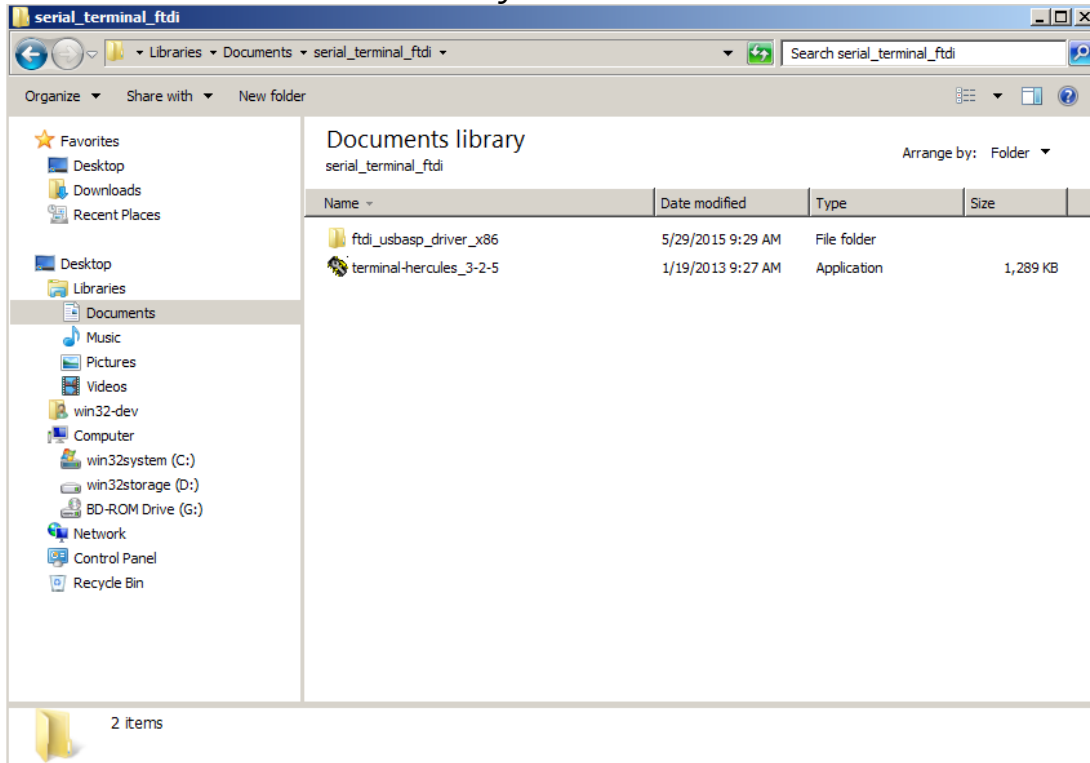 serial_terminal_ftdi
Libraries Documents serial_terminal_ftdi
Search serial_terminal_ftdi
Organize Share with New folder
Favorites
Desktop
Downloads
Recent Places
Desktop
Libraries
Documents
Music
Pictures
Videos
win32-dev
Computer
win32system (C:)
win32storage (D:)
BD-ROM Drive (G:)
Network
Control Panel
Recycle Bin
Documents library
serial_terminal_ftdi
Arrange by: Folder
Name Date modified Type Size
ftdi_usbasp_driver_x86 5/29/2015 9:29 AM File folder
terminal-hercules_3-2-5 1/19/2013 9:27 AM Application 1,289 KB
2 items